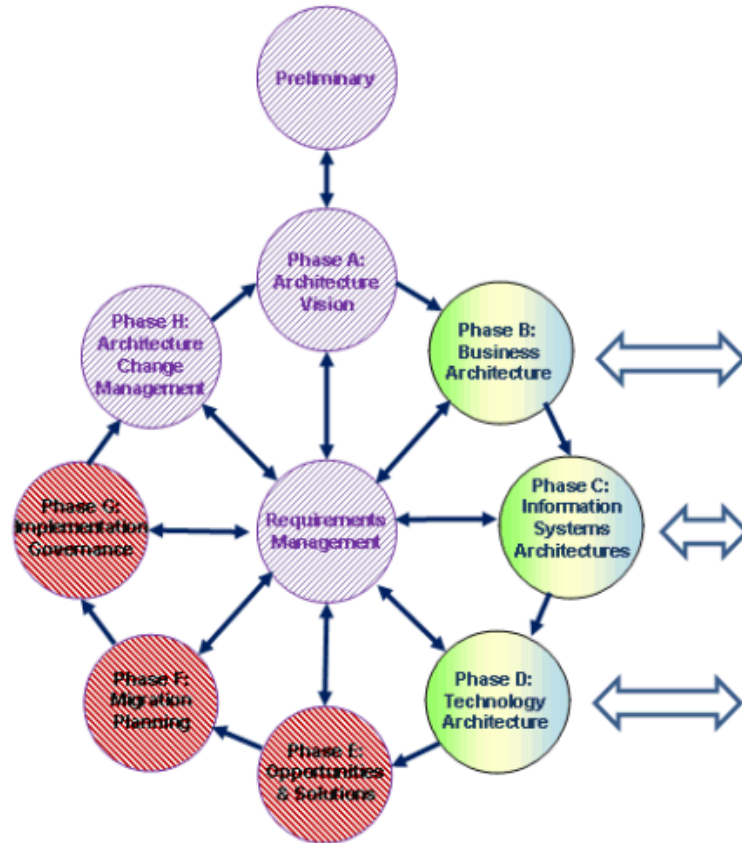 Preliminary
Phase A:
Architecture
Vision
Phase H:
Architecture
Change
Management
Phase B:
Business
Architecture
Phase G:
Implementation
Governance
Requirements
Management
Phase C:
Information
Systems
Architectures
Phase F:
Migration
Planning
Phase D:
Technology
Architecture
Phase E:
Opportunities
& Solutions